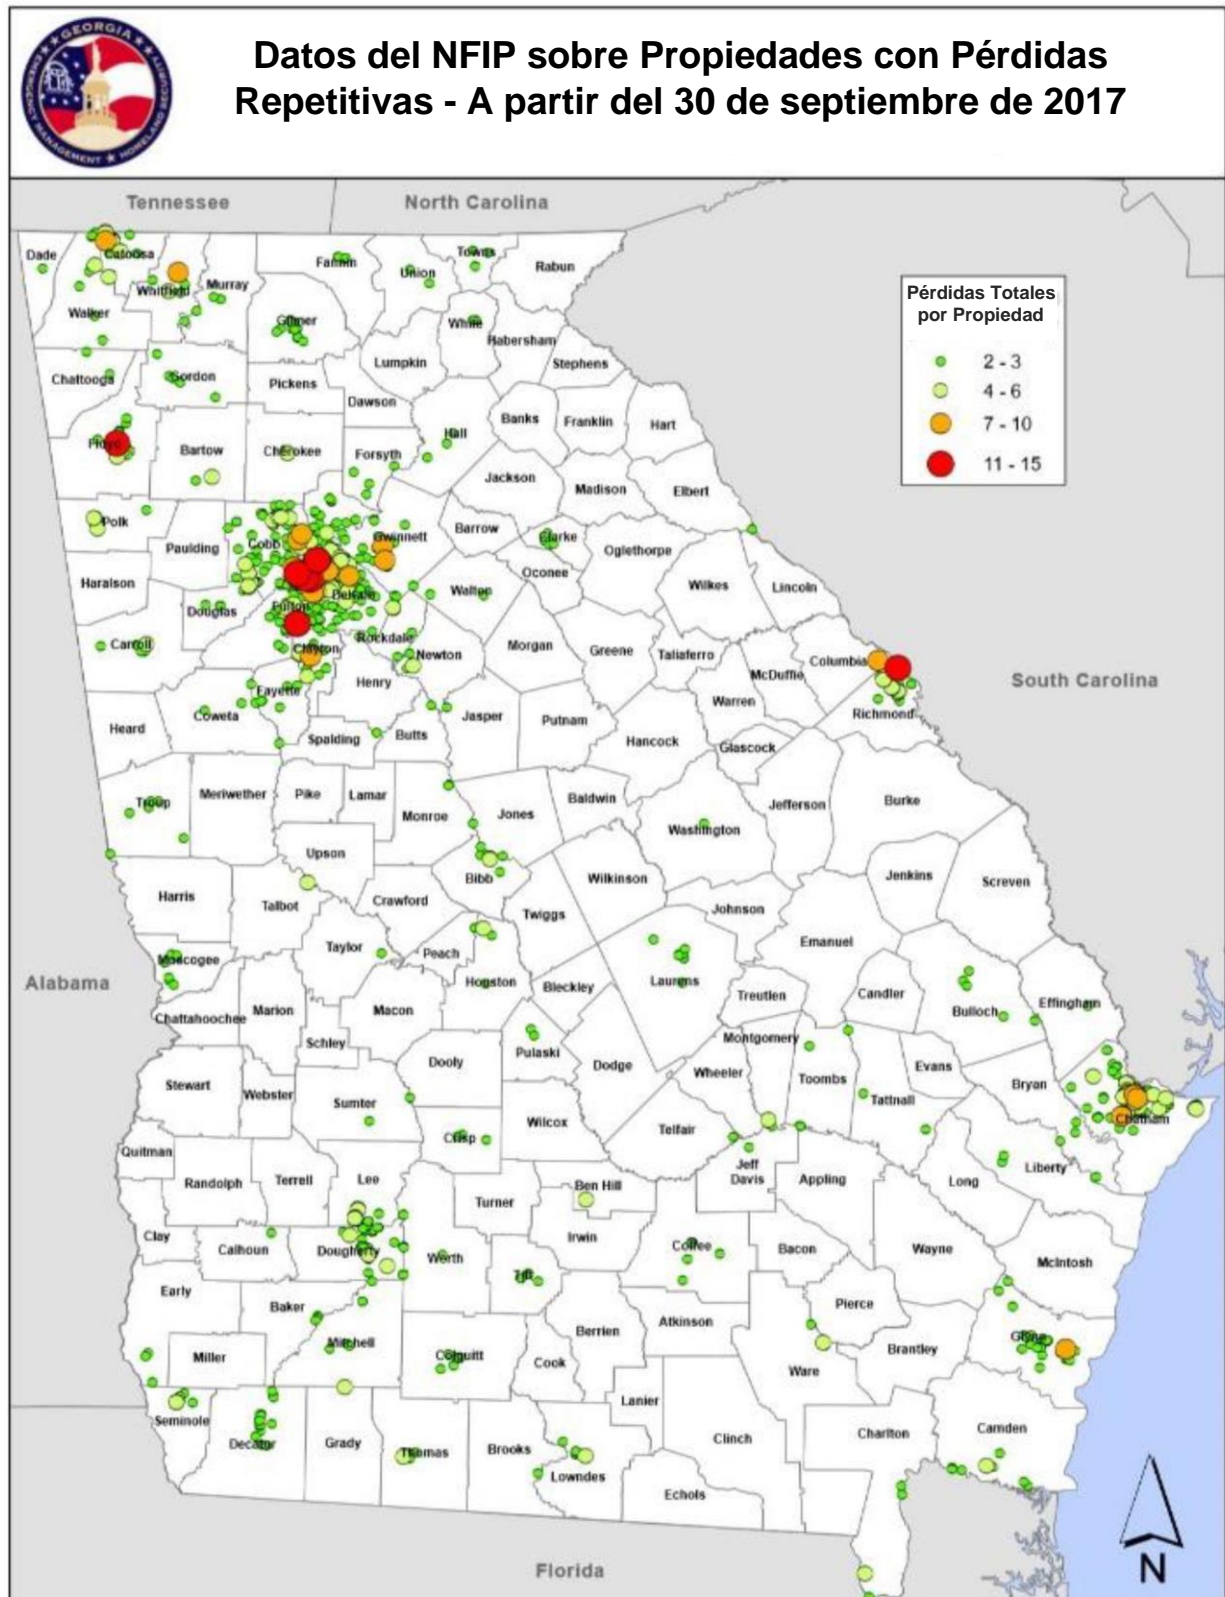 GEORGIA
EMERGENCY MANAGEMENT ★ HOMELAND SECURITY
Datos del NFIP sobre Propiedades con Pérdidas
Repetitivas - A partir del 30 de septiembre de 2017
Tennessee
North Carolina
Dade
Catoosa
Fannin
Towns
Union
Rabun
Whitfield
Murray
Walker
Gilmer
White
Habersham
Pérdidas Totales
por Propiedad
2 - 3
4 - 6
7 - 10
11 - 15
Chattooga
Gordon
Pickens
Lumpkin
Stephens
Dawson
Banks
Franklin
Hart
Floyd
Bartow
Cherokee
Forsyth
Hall
Jackson
Madison
Elbert
Polk
Paulding
Cobb
Gwinnett
Barrow
Clarke
Oglethorpe
Haralson
Douglas
Fulton
DeKalb
Walton
Oconee
Wilkes
Lincoln
Carroll
Clayton
Rockdale
Newton
Morgan
Greene
Taliaferro
McDuffie
Columbia
South Carolina
Fayette
Henry
Warren
Richmond
Heard
Coweta
Spalding
Butts
Jasper
Putnam
Hancock
Glascock
Troup
Meriwether
Pike
Lamar
Monroe
Jones
Baldwin
Washington
Jefferson
Burke
Upson
Bibb
Wilkinson
Jenkins
Screven
Harris
Talbot
Crawford
Twiggs
Johnson
Emanuel
Muscogee
Taylor
Peach
Alabama
Houston
Bleckley
Laurens
Treutlen
Candler
Bulloch
Effingham
Chattahoochee
Marion
Macon
Schley
Dooly
Pulaski
Dodge
Montgomery
Wheeler
Toombs
Evans
Bryan
Stewart
Webster
Sumter
Tattnall
Chatham
Crisp
Wilcox
Telfair
Quitman
Randolph
Terrell
Lee
Turner
Ben Hill
Jeff
Davis
Appling
Long
Liberty
Clay
Calhoun
Dougherty
Worth
Tift
Irwin
Coffee
Bacon
Wayne
McIntosh
Early
Baker
Mitchell
Berrien
Atkinson
Pierce
Brantley
Glynn
Miller
Colquitt
Cook
Ware
Seminole
Decatur
Grady
Thomas
Brooks
Lanier
Lowndes
Clinch
Charlton
Camden
Echols
Florida
N